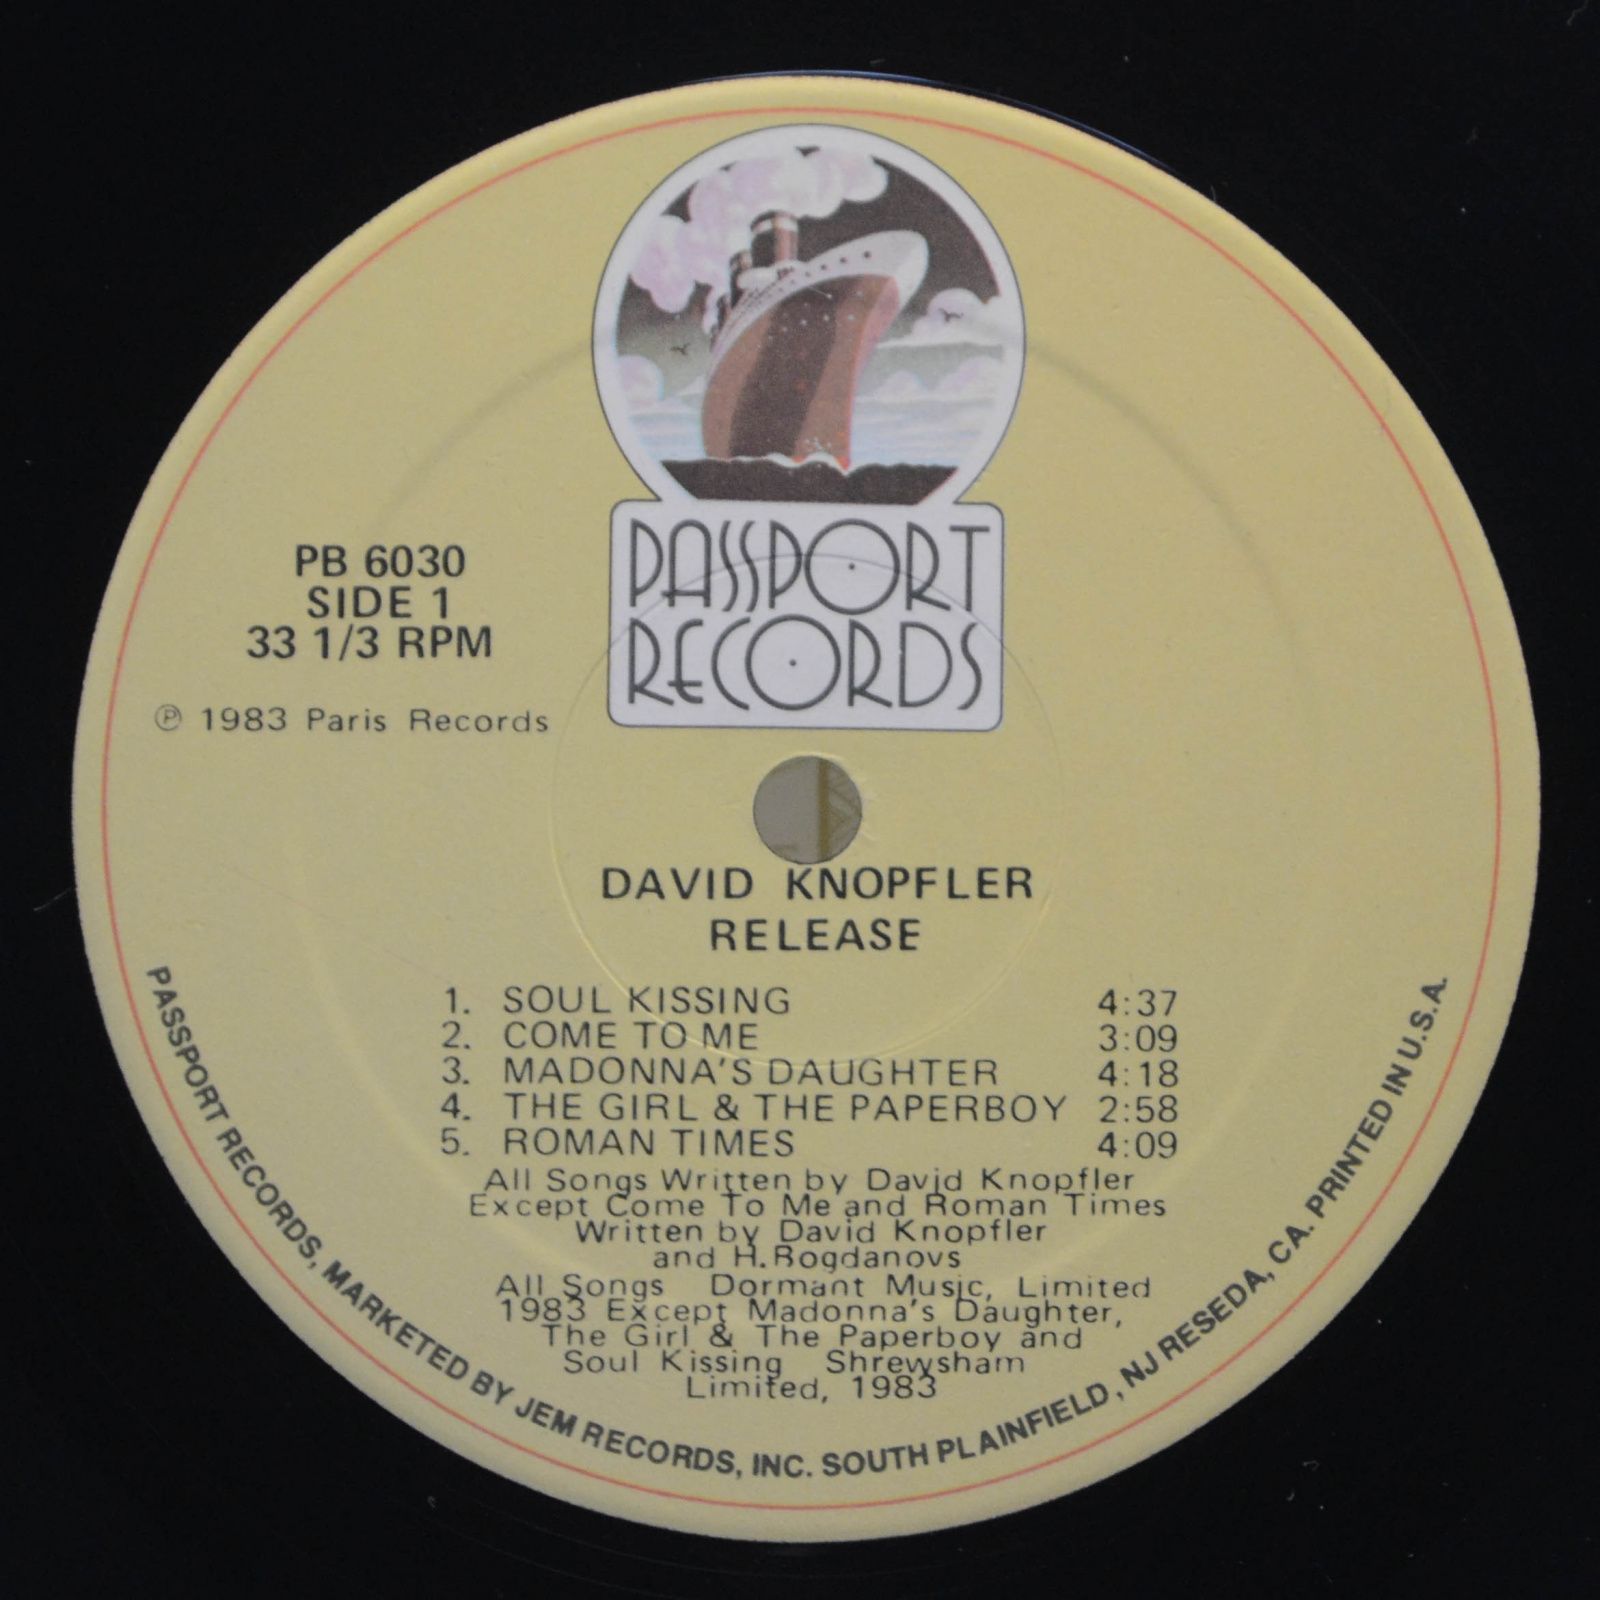 PASSPORT
RECORDS
PB 6030
SIDE 1
33 1/3 RPM
℗ 1983 Paris Records
DAVID KNOPFLER
RELEASE
1. SOUL KISSING 4:37
2. COME TO ME 3:09
3. MADONNA'S DAUGHTER 4:18
4. THE GIRL & THE PAPERBOY 2:58
5. ROMAN TIMES 4:09
All Songs Written by David Knopfler
Except Come To Me and Roman Times
Written by David Knopfler
and H.Bogdanovs
All Songs Dormant Music, Limited
1983 Except Madonna's Daughter,
The Girl & The Paperboy and
Soul Kissing Shrewsham
Limited, 1983
PASSPORT RECORDS, MARKETED BY JEM RECORDS, INC. SOUTH PLAINFIELD, NJ RESEDA, CA. PRINTED IN U.S.A.